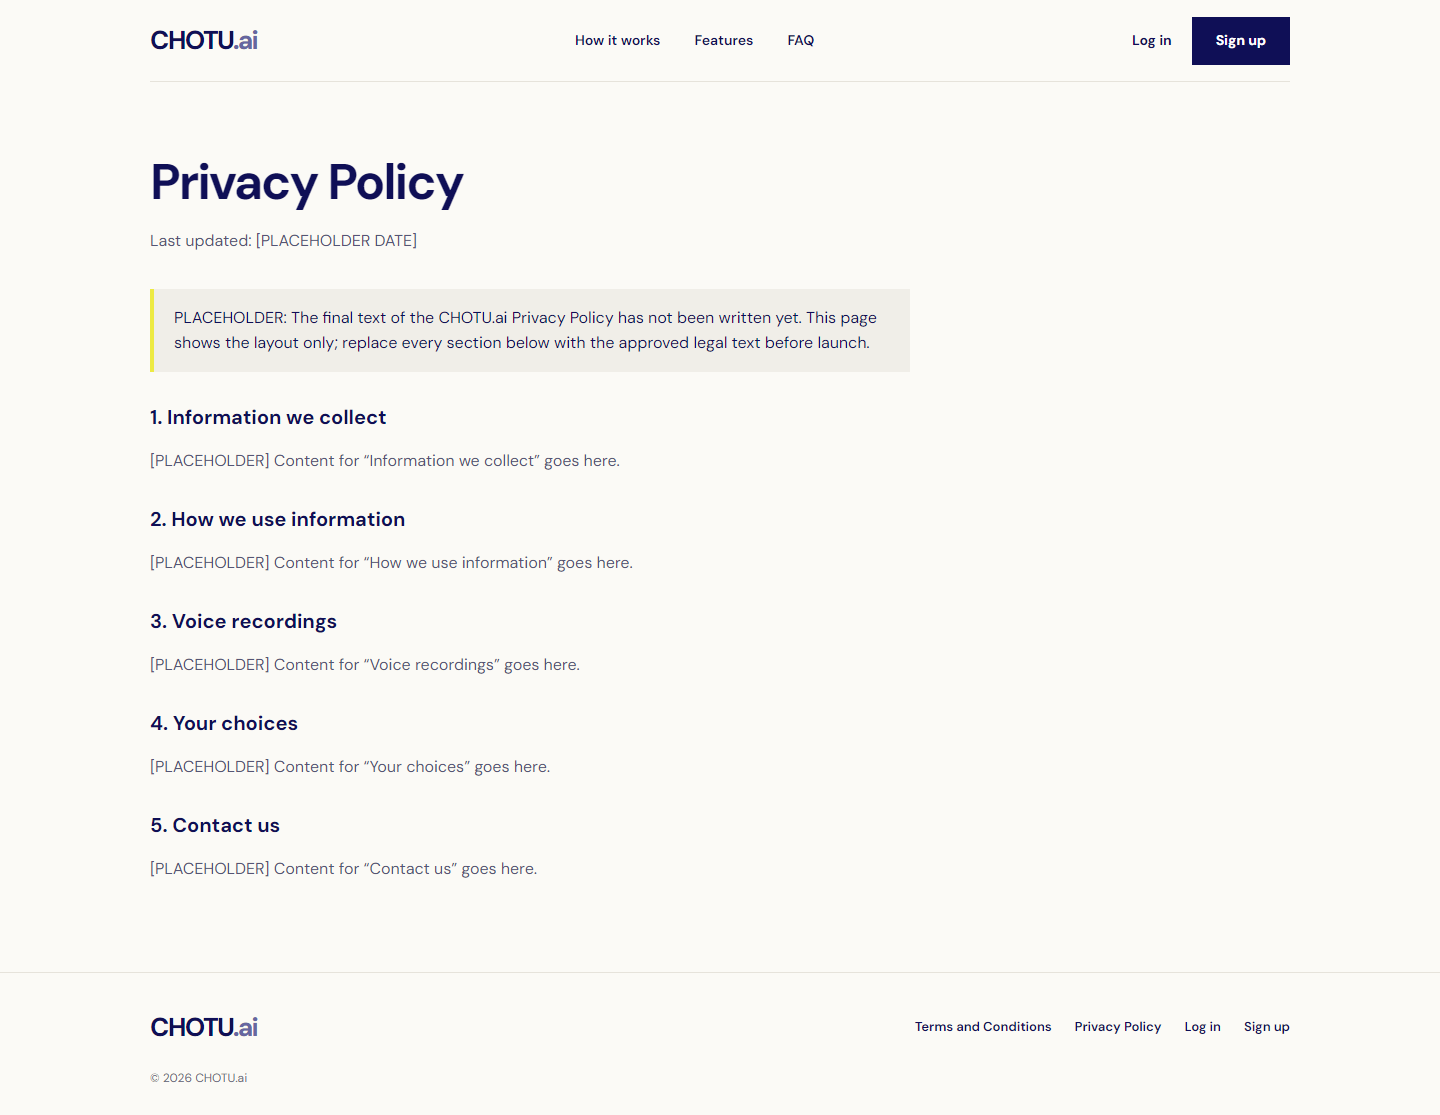 CHOTU.ai
How it works
Features
FAQ
Log in
Sign up
Privacy Policy
Last updated: [PLACEHOLDER DATE]
PLACEHOLDER: The final text of the CHOTU.ai Privacy Policy has not been written yet. This page
shows the layout only; replace every section below with the approved legal text before launch.
1. Information we collect
[PLACEHOLDER] Content for “Information we collect” goes here.
2. How we use information
[PLACEHOLDER] Content for “How we use information” goes here.
3. Voice recordings
[PLACEHOLDER] Content for “Voice recordings” goes here.
4. Your choices
[PLACEHOLDER] Content for “Your choices” goes here.
5. Contact us
[PLACEHOLDER] Content for “Contact us” goes here.
CHOTU.ai
Terms and Conditions
Privacy Policy
Log in
Sign up
© 2026 CHOTU.ai